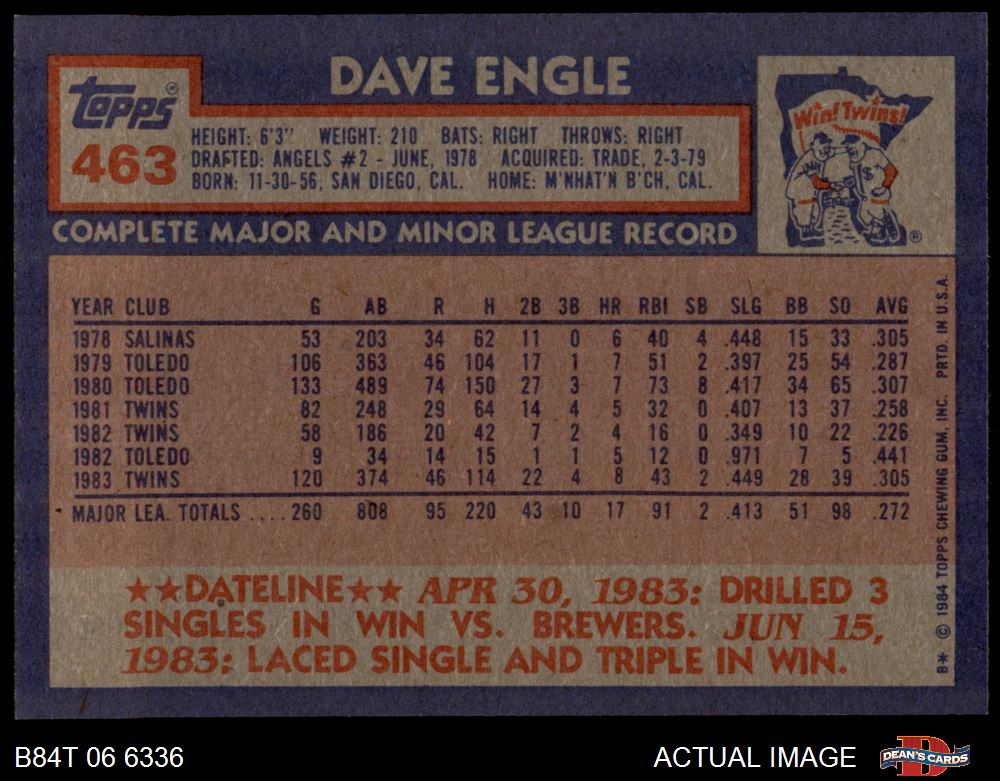 DAVE ENGLE
topps®
463
HEIGHT: 6'3" WEIGHT: 210 BATS: RIGHT THROWS: RIGHT
DRAFTED: ANGELS #2 - JUNE, 1978 ACQUIRED: TRADE, 2-3-79
BORN: 11-30-56, SAN DIEGO, CAL. HOME: M'NHAT'N B'CH, CAL.
Win! Twins!
®
COMPLETE MAJOR AND MINOR LEAGUE RECORD
YEAR CLUB G AB R H 2B 3B HR RBI SB SLG BB SO AVG
1978 SALINAS 53 203 34 62 11 0 6 40 4 .448 15 33 .305
1979 TOLEDO 106 363 46 104 17 1 7 51 2 .397 25 54 .287
1980 TOLEDO 133 489 74 150 27 3 7 73 8 .417 34 65 .307
1981 TWINS 82 248 29 64 14 4 5 32 0 .407 13 37 .258
1982 TWINS 58 186 20 42 7 2 4 16 0 .349 10 22 .226
1982 TOLEDO 9 34 14 15 1 1 5 12 0 .971 7 5 .441
1983 TWINS 120 374 46 114 22 4 8 43 2 .449 28 39 .305
MAJOR LEA. TOTALS ....260 808 95 220 43 10 17 91 2 .413 51 98 .272
★★DATELINE★★ APR 30, 1983: DRILLED 3
SINGLES IN WIN VS. BREWERS. JUN 15,
1983: LACED SINGLE AND TRIPLE IN WIN.
B* © 1984 TOPPS CHEWING GUM, INC. PRTD. IN U.S.A.
B84T 06 6336
ACTUAL IMAGE
DEAN'S CARDS